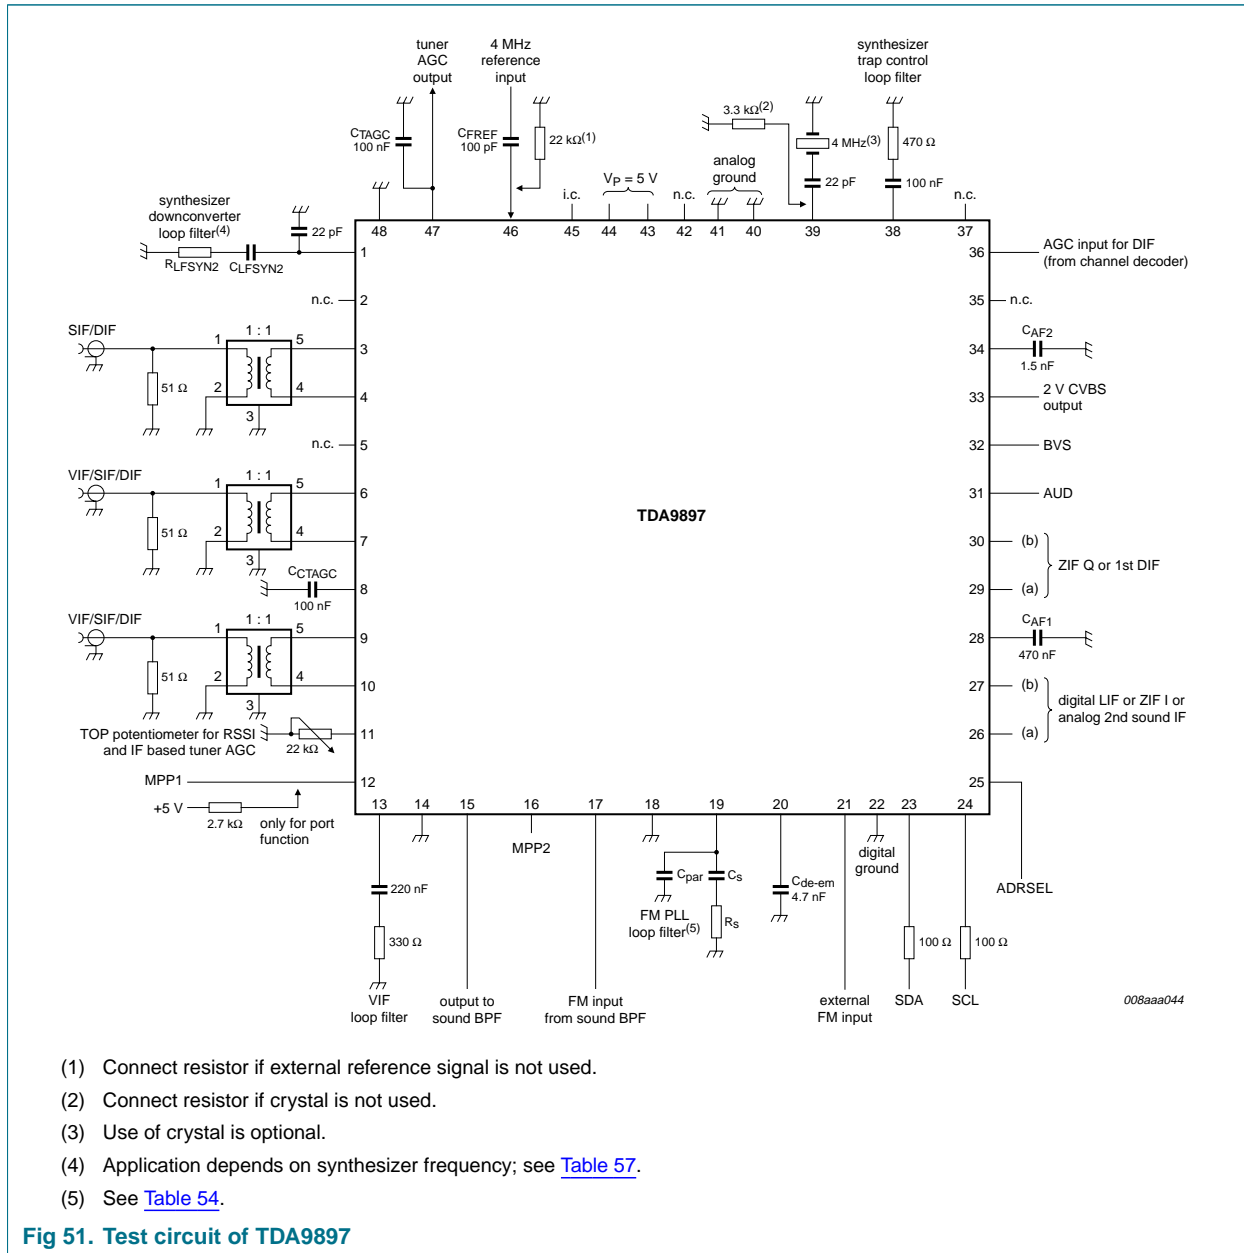 tuner
AGC
output
4 MHz
reference
input
synthesizer
trap control
loop filter
CTAGC
100 nF
CFREF
100 pF
22 kΩ(1)
3.3 kΩ(2)
4 MHz(3)
22 pF
470 Ω
100 nF
analog
ground
VP = 5 V
i.c.
n.c.
n.c.
48 47 46 45 44 43 42 41 40 39 38 37
synthesizer
downconverter
loop filter(4)
22 pF
RLFSYN2
CLFSYN2
1
n.c.
2
SIF/DIF
51 Ω
1 : 1
1
5
2
4
3
3
4
n.c.
5
VIF/SIF/DIF
51 Ω
1 : 1
1
5
2
4
3
6
7
CCTAGC
100 nF
8
VIF/SIF/DIF
51 Ω
1 : 1
1
5
2
4
3
9
10
TOP potentiometer for RSSI
and IF based tuner AGC
22 kΩ
11
MPP1
12
+5 V
2.7 kΩ
only for port
function
TDA9897
36
AGC input for DIF
(from channel decoder)
35
n.c.
34
CAF2
1.5 nF
33
2 V CVBS
output
32
BVS
31
AUD
30
(b)
29
(a)
ZIF Q or 1st DIF
28
CAF1
470 nF
27
(b)
26
(a)
digital LIF or ZIF I or
analog 2nd sound IF
25
ADRSEL
13 14 15 16 17 18 19 20 21 22 23 24
220 nF
330 Ω
VIF
loop filter
output to
sound BPF
MPP2
FM input
from sound BPF
Cpar
Cs
FM PLL
loop filter(5)
Rs
Cde-em
4.7 nF
external
FM input
digital
ground
100 Ω
SDA
100 Ω
SCL
008aaa044
(1) Connect resistor if external reference signal is not used.
(2) Connect resistor if crystal is not used.
(3) Use of crystal is optional.
(4) Application depends on synthesizer frequency; see Table 57.
(5) See Table 54.
Fig 51. Test circuit of TDA9897